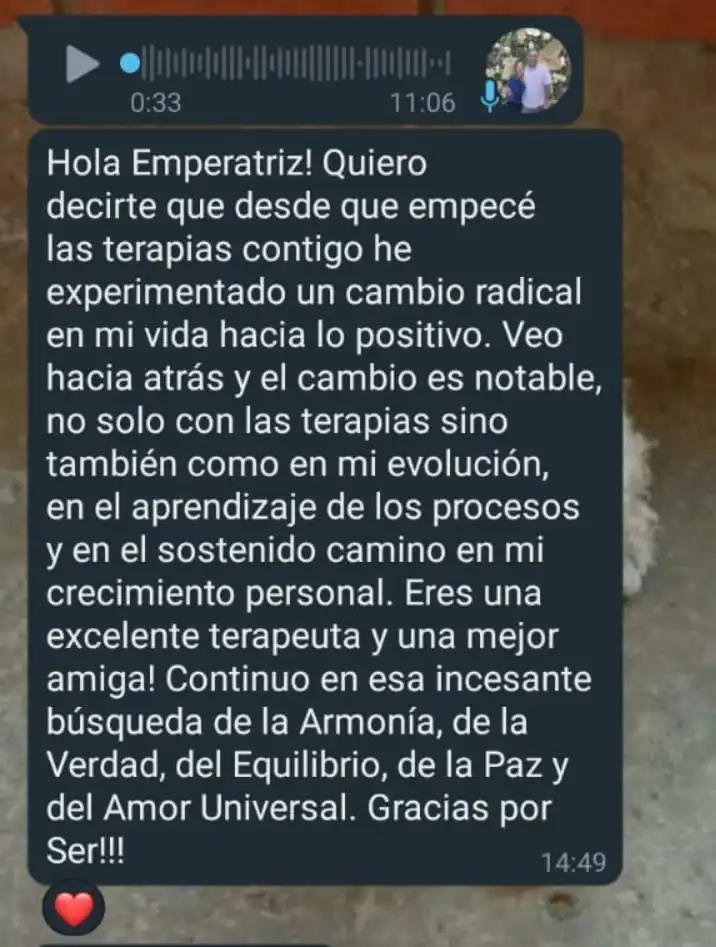 0:33
11:06
Hola Emperatriz! Quiero
decirte que desde que empecé
las terapias contigo he
experimentado un cambio radical
en mi vida hacia lo positivo. Veo
hacia atrás y el cambio es notable,
no solo con las terapias sino
también como en mi evolución,
en el aprendizaje de los procesos
y en el sostenido camino en mi
crecimiento personal. Eres una
excelente terapeuta y una mejor
amiga! Continuo en esa incesante
búsqueda de la Armonía, de la
Verdad, del Equilibrio, de la Paz y
del Amor Universal. Gracias por
Ser!!!
14:49